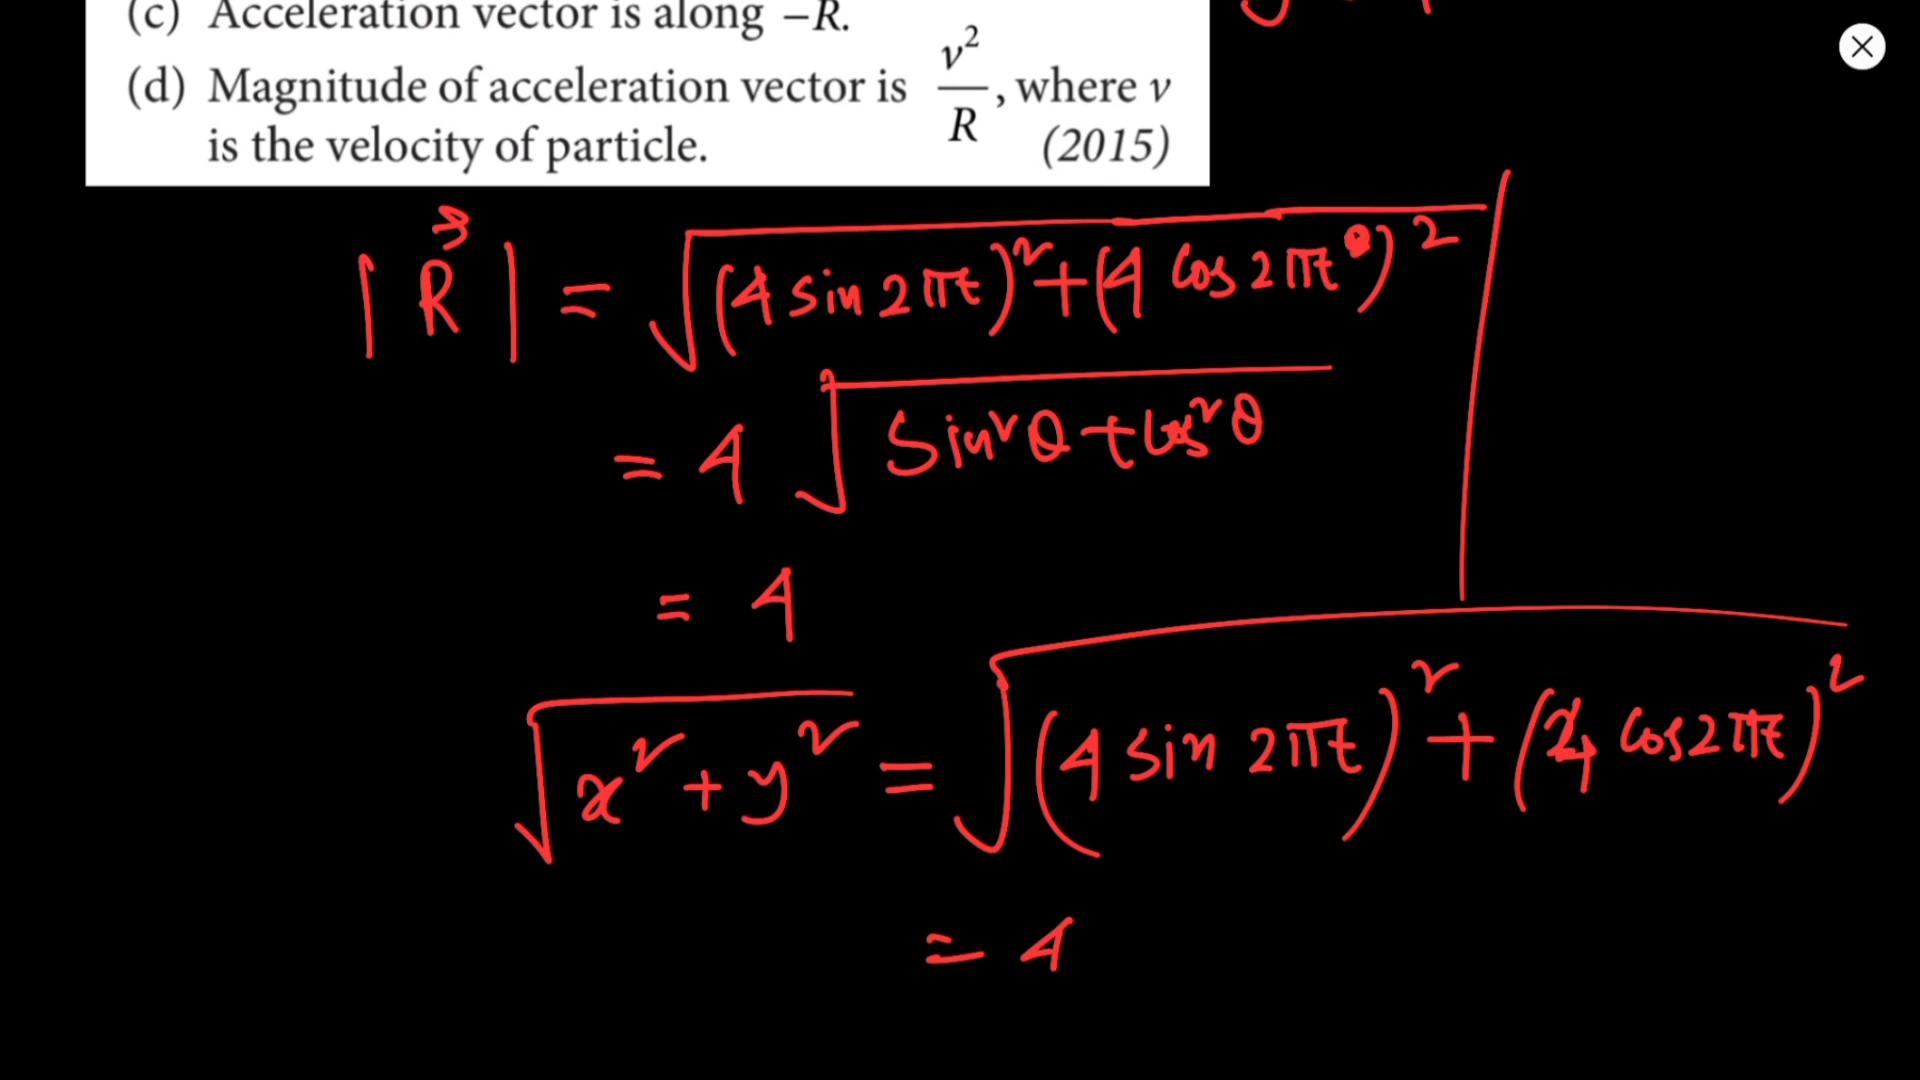 (c) Acceleration vector is along −R.
(d) Magnitude of acceleration vector is v²/R, where v
is the velocity of particle. (2015)
|R⃗| = √((4 sin 2πt)² + (4 cos 2πt)²)
= 4 √(sin²θ + cos²θ)
= 4
√(x² + y²) = √((4 sin 2πt)² + (4 cos 2πt)²)
= 4